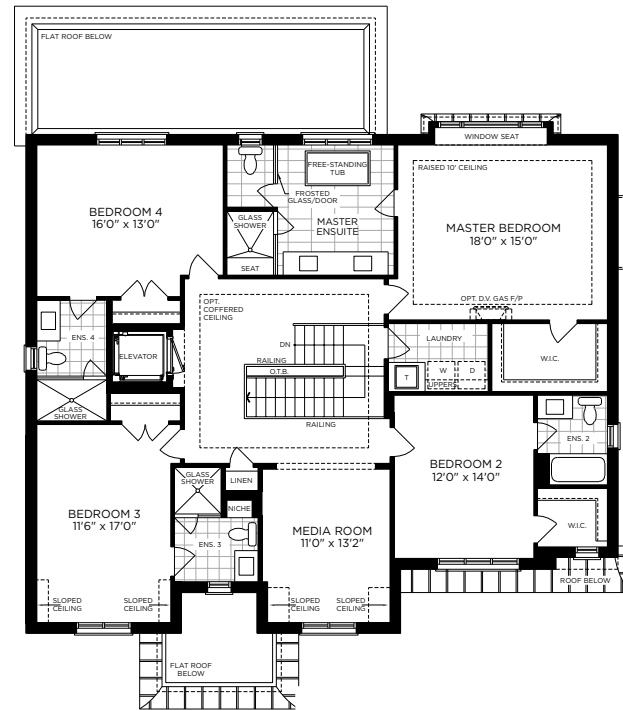 FLAT ROOF BELOW
WINDOW SEAT
FREE-STANDING
TUB
RAISED 10' CEILING
FROSTED
GLASS/DOOR
BEDROOM 4
16'0" x 13'0"
GLASS
SHOWER
MASTER
ENSUITE
MASTER BEDROOM
18'0" x 15'0"
SEAT
OPT.
COFFERED
CEILING
OPT. D.V. GAS F/P
ENS. 4
ELEVATOR
DN
LAUNDRY
W.I.C.
RAILING
O.T.B.
T
W
D
UPPERS
GLASS
SHOWER
RAILING
ENS. 2
BEDROOM 2
12'0" x 14'0"
GLASS
SHOWER
LINEN
NICHE
BEDROOM 3
11'6" x 17'0"
MEDIA ROOM
11'0" x 13'2"
W.I.C.
ENS. 3
ROOF BELOW
SLOPED
CEILING
SLOPED
CEILING
SLOPED
CEILING
SLOPED
CEILING
FLAT ROOF
BELOW